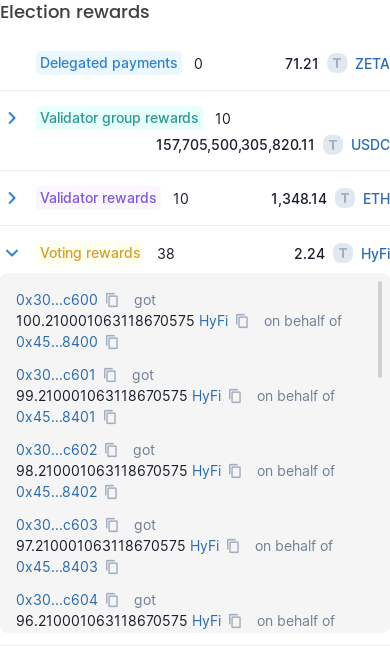 Election rewards
Delegated payments 0 71.21 T ZETA
Validator group rewards 10
157,705,500,305,820.11 T USDC
Validator rewards 10 1,348.14 T ETH
Voting rewards 38 2.24 T HyFi
0x30...c600 got
100.210001063118670575 HyFi on behalf of
0x45...8400
0x30...c601 got
99.210001063118670575 HyFi on behalf of
0x45...8401
0x30...c602 got
98.210001063118670575 HyFi on behalf of
0x45...8402
0x30...c603 got
97.210001063118670575 HyFi on behalf of
0x45...8403
0x30...c604 got
96.210001063118670575 HyFi on behalf of